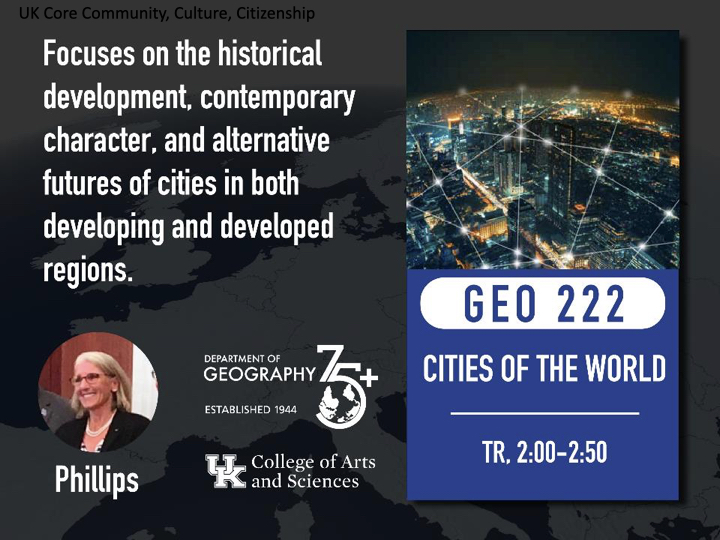 UK Core Community, Culture, Citizenship
Focuses on the historical
development, contemporary
character, and alternative
futures of cities in both
developing and developed
regions.
Phillips
DEPARTMENT OF
GEOGRAPHY 75+
ESTABLISHED 1944
UK College of Arts
and Sciences
GEO 222
CITIES OF THE WORLD
TR, 2:00-2:50